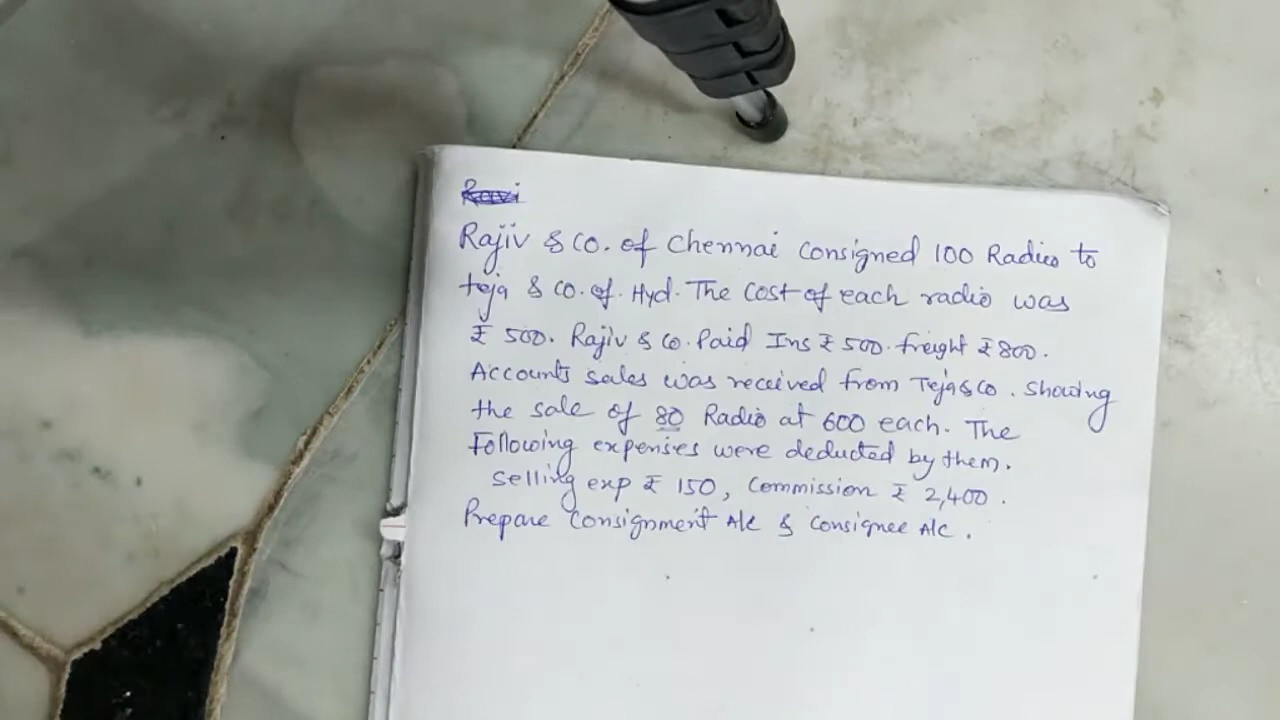 Ravi
Rajiv & Co. of Chennai Consigned 100 Radios to
teja & Co. of. Hyd. The Cost of each radio was
₹ 500. Rajiv & Co. Paid Ins ₹ 500. freight ₹ 800.
Accounts sales was received from Teja & Co. Showing
the sale of 80 Radio at 600 each. The
Following expenses were deducted by them.
Selling exp ₹ 150, Commission ₹ 2,400.
Prepare Consignment A/c & Consignee A/c.